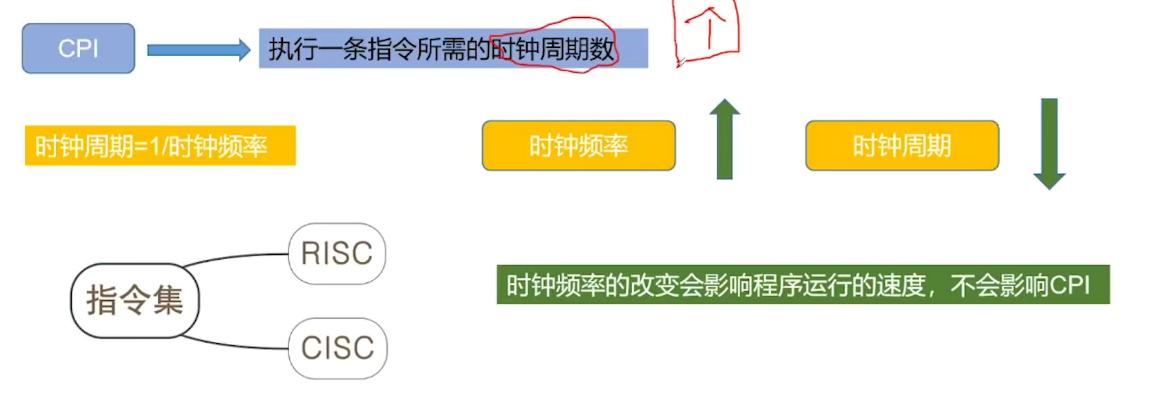 CPI
执行一条指令所需的时钟周期数
个
时钟周期=1/时钟频率
时钟频率
时钟周期
指令集
RISC
CISC
时钟频率的改变会影响程序运行的速度，不会影响CPI